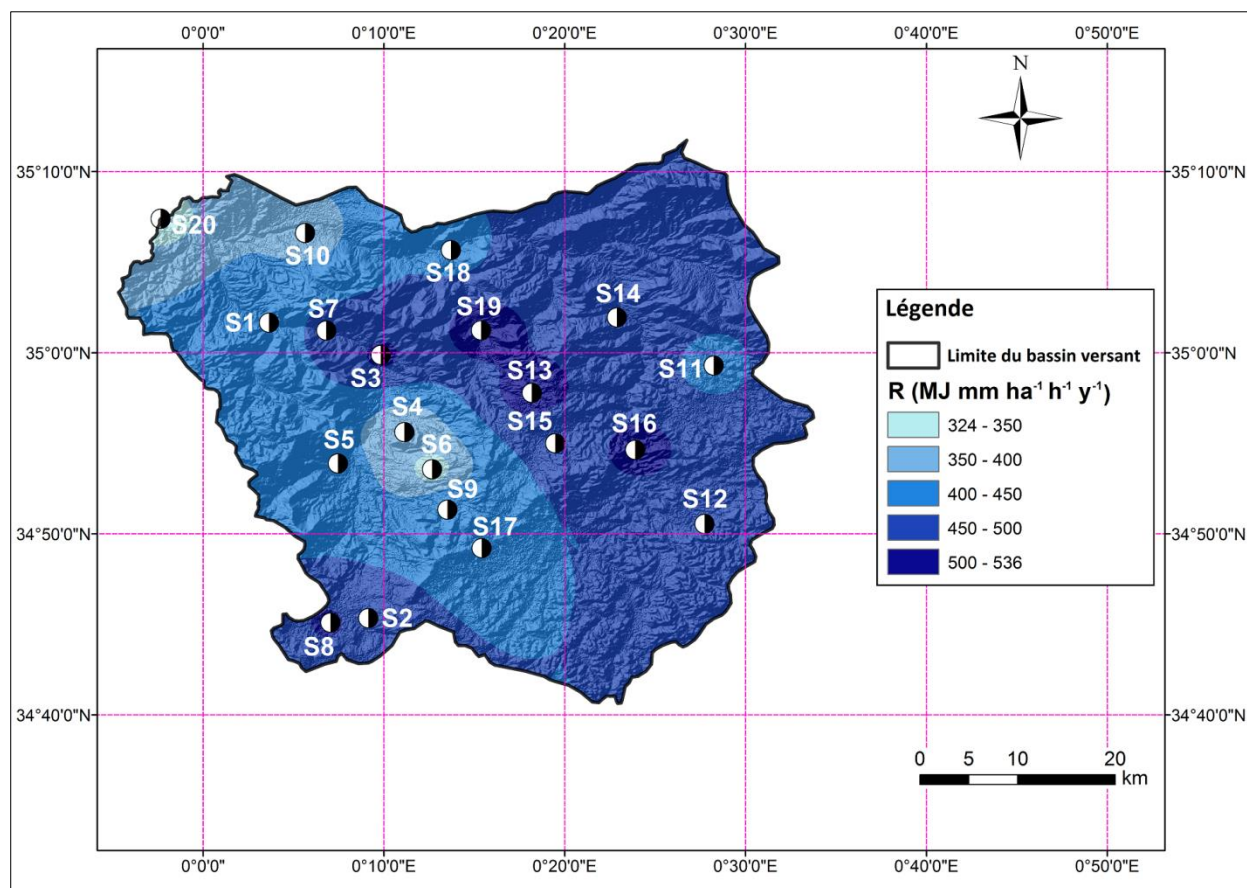 0°0'0" 0°10'0"E 0°20'0"E 0°30'0"E 0°40'0"E 0°50'0"E
N
35°10'0"N 35°10'0"N
S20
S10
S18
S14
S19
S7
S1
35°0'0"N 35°0'0"N
S3
S11
S13
S4
S15
S16
S5
S6
S9
S12
S17
34°50'0"N 34°50'0"N
S2
S8
34°40'0"N 34°40'0"N
Légende
Limite du bassin versant
R (MJ mm ha⁻¹ h⁻¹ y⁻¹)
324 - 350
350 - 400
400 - 450
450 - 500
500 - 536
0 5 10 20
km
0°0'0" 0°10'0"E 0°20'0"E 0°30'0"E 0°40'0"E 0°50'0"E